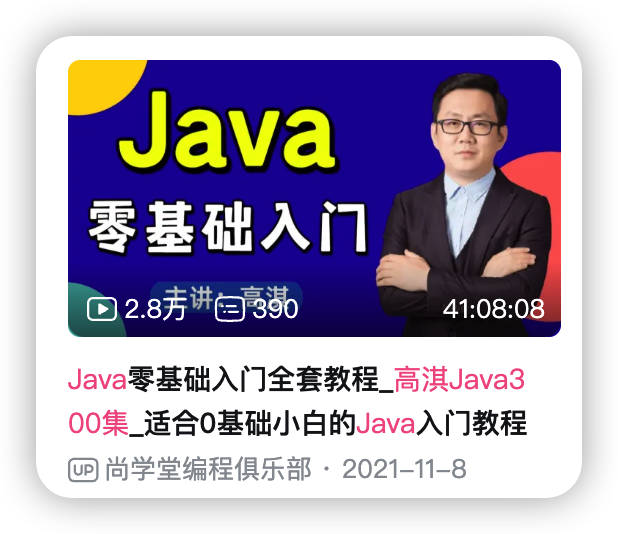 Java
零基础入门
主讲：高淇
2.8万 390 41:08:08
Java零基础入门全套教程_高淇Java3
00集_适合0基础小白的Java入门教程
UP 尚学堂编程俱乐部 · 2021-11-8